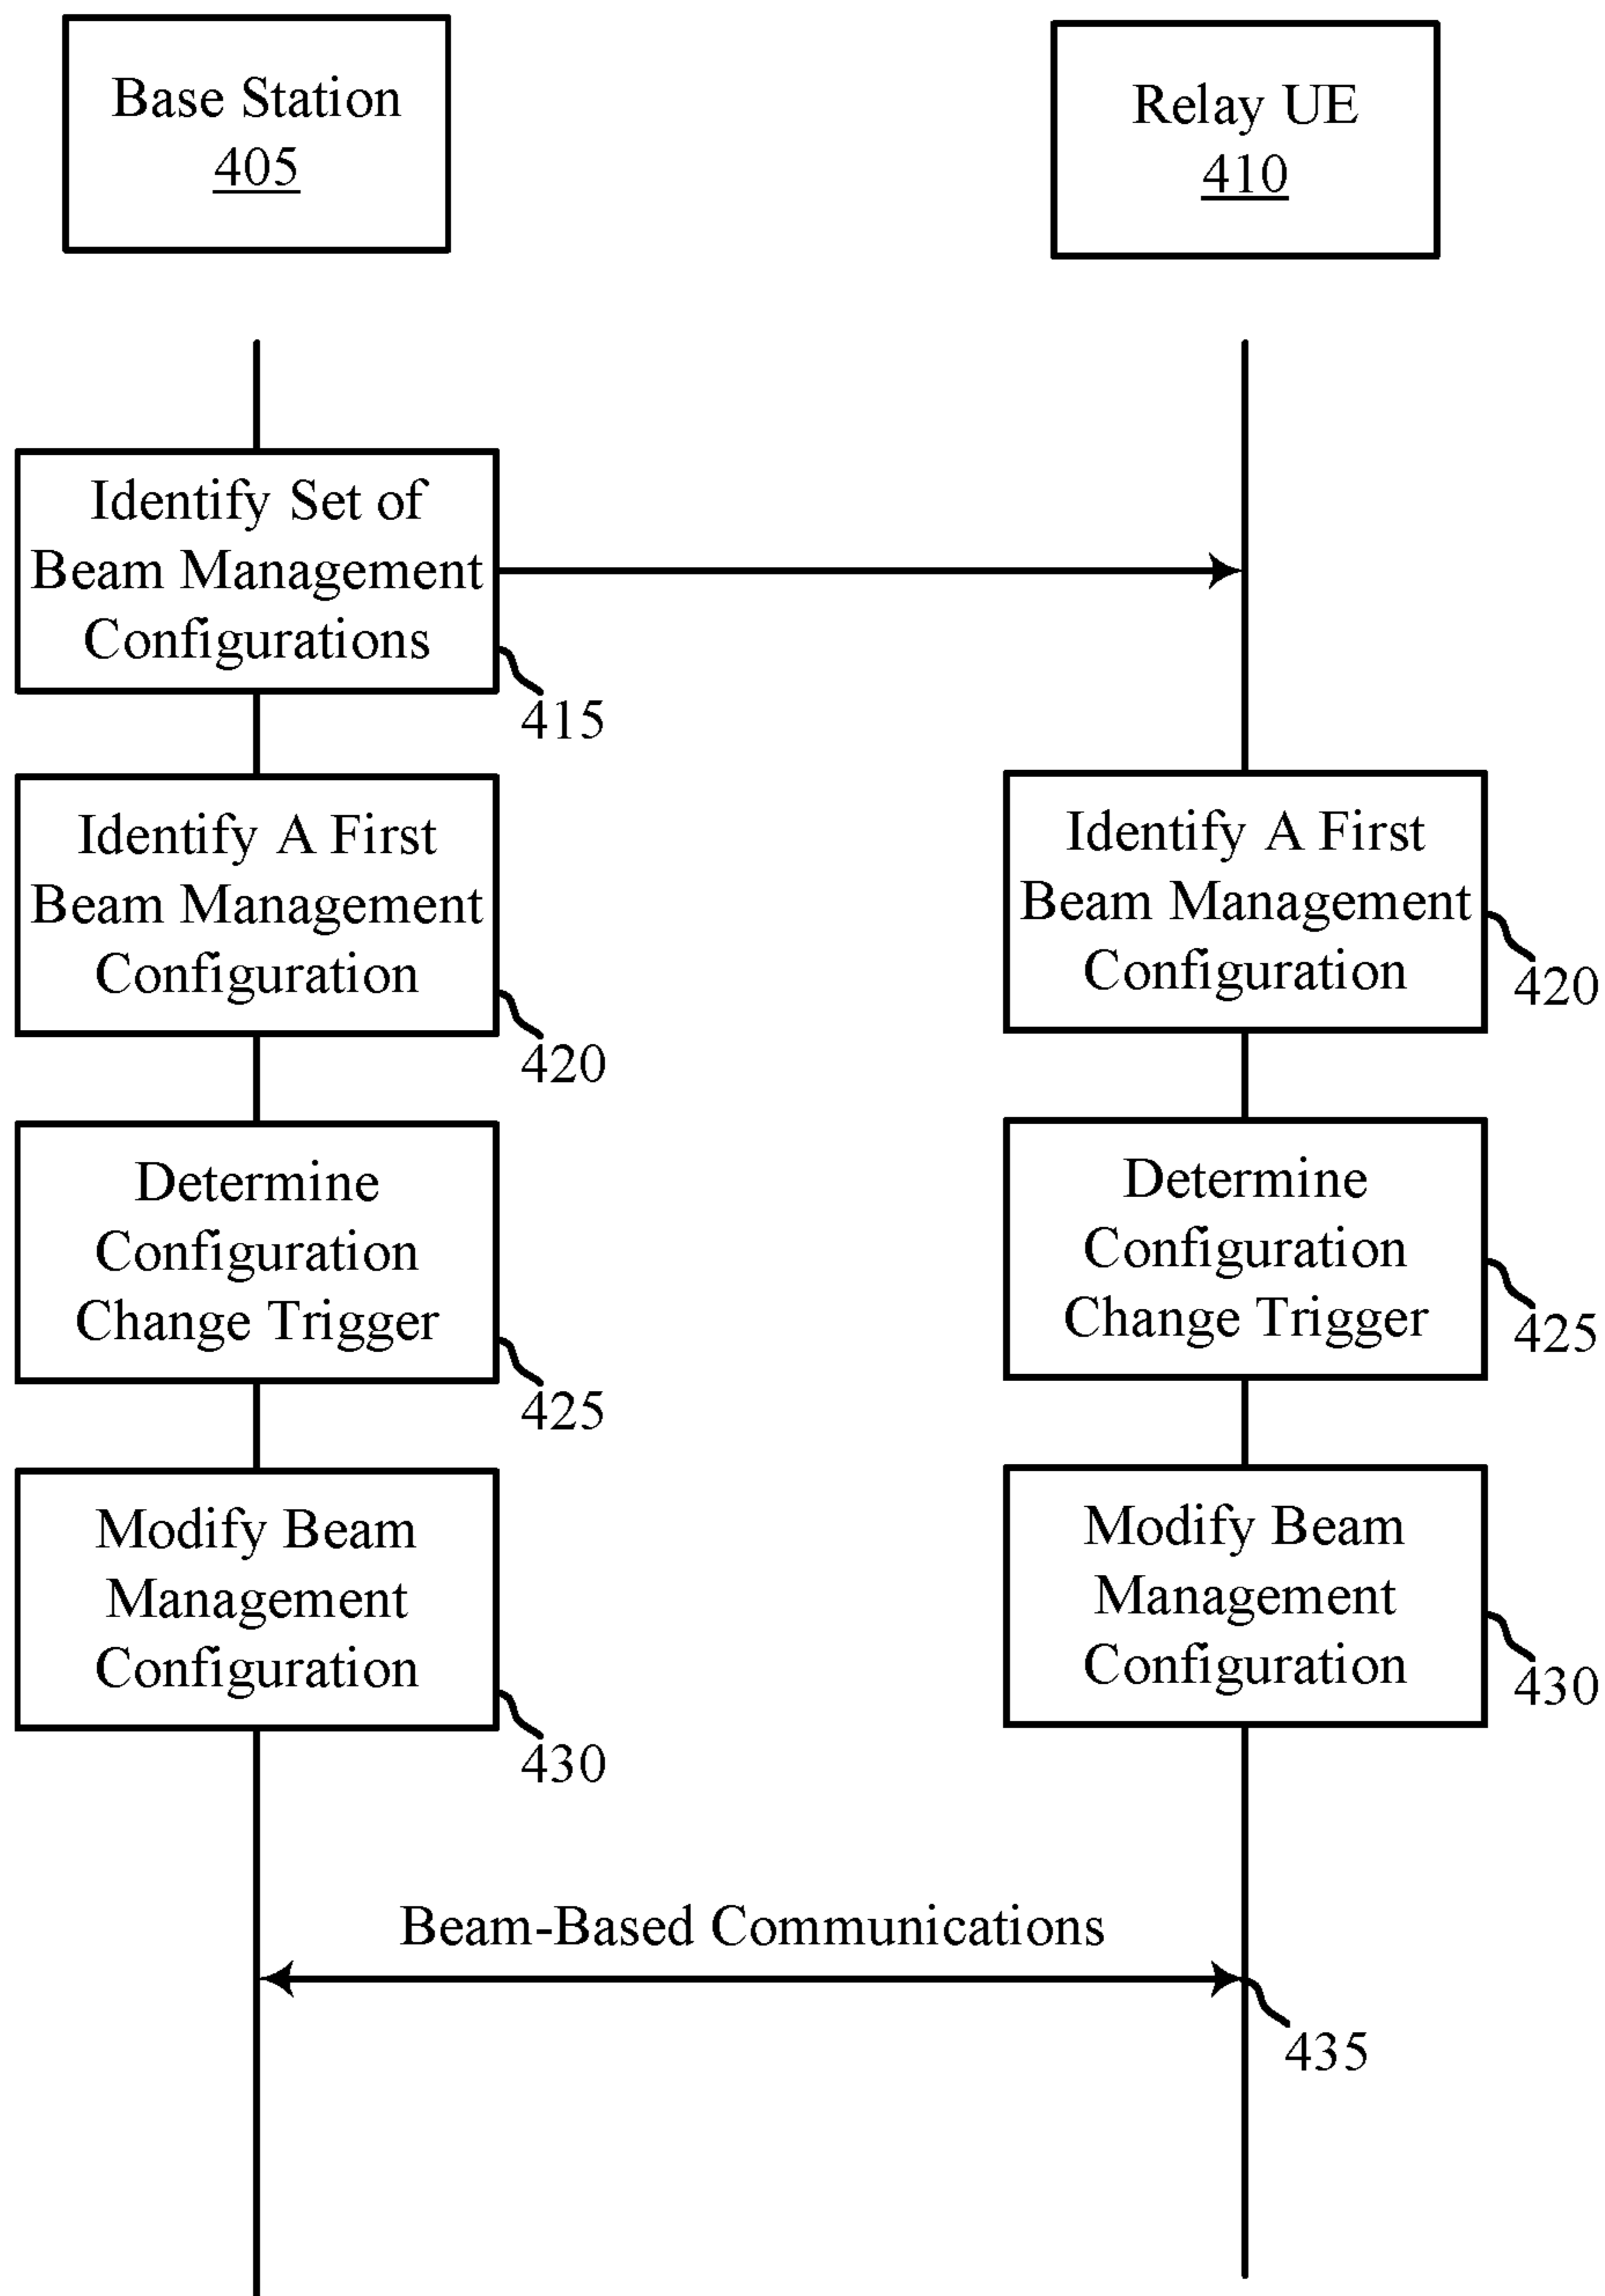 Base Station
405
Relay UE
410
Identify Set of
Beam Management
Configurations
415
Identify A First
Beam Management
Configuration
420
Identify A First
Beam Management
Configuration
420
Determine
Configuration
Change Trigger
425
Determine
Configuration
Change Trigger
425
Modify Beam
Management
Configuration
430
Modify Beam
Management
Configuration
430
Beam-Based Communications
435